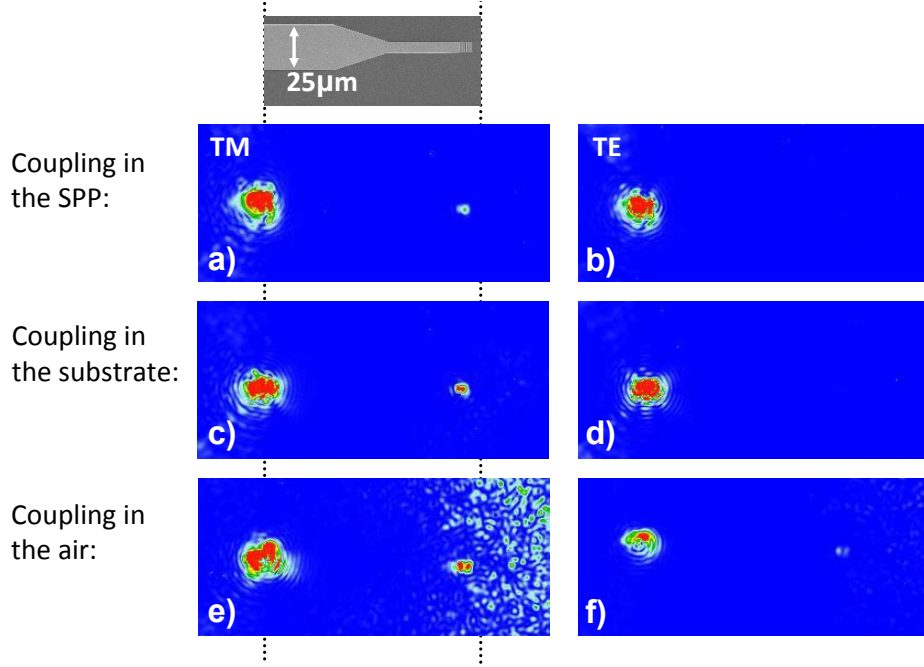 25µm
Coupling in
the SPP:
TM
TE
a)
b)
Coupling in
the substrate:
c)
d)
Coupling in
the air:
e)
f)